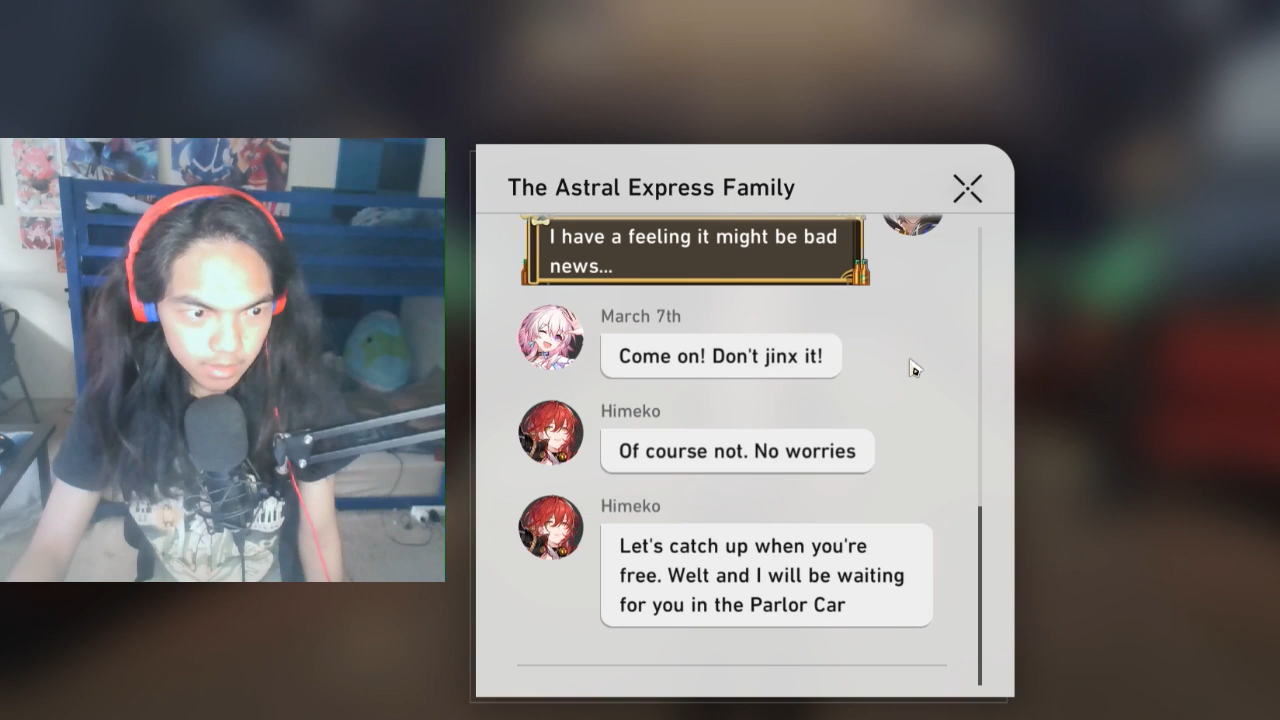 The Astral Express Family
I have a feeling it might be bad
news...
March 7th
Come on! Don't jinx it!
Himeko
Of course not. No worries
Himeko
Let's catch up when you're
free. Welt and I will be waiting
for you in the Parlor Car